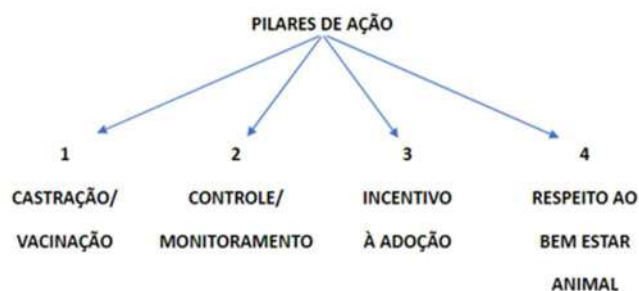 PILARES DE AÇÃO
1
CASTRAÇÃO/
VACINAÇÃO
2
CONTROLE/
MONITORAMENTO
3
INCENTIVO
À ADOÇÃO
4
RESPEITO AO
BEM ESTAR
ANIMAL